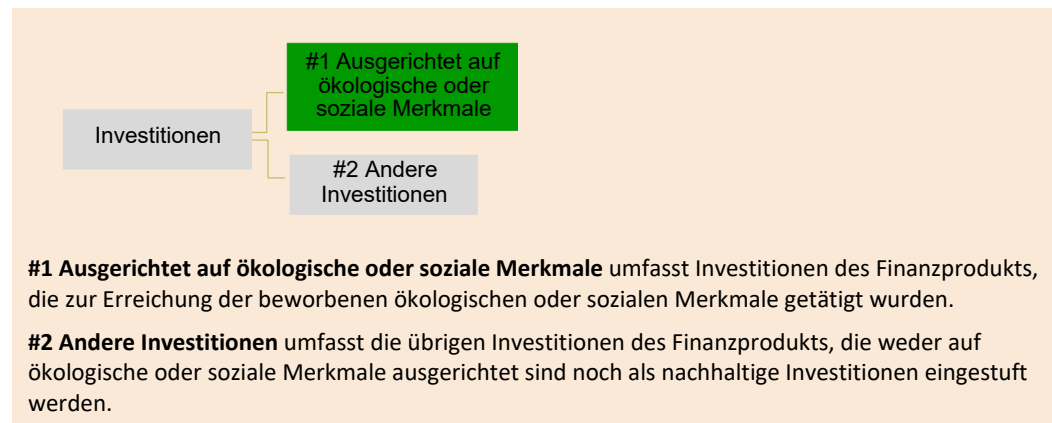 #1 Ausgerichtet auf
ökologische oder
soziale Merkmale
Investitionen
#2 Andere
Investitionen
#1 Ausgerichtet auf ökologische oder soziale Merkmale umfasst Investitionen des Finanzprodukts,
die zur Erreichung der beworbenen ökologischen oder sozialen Merkmale getätigt wurden.
#2 Andere Investitionen umfasst die übrigen Investitionen des Finanzprodukts, die weder auf
ökologische oder soziale Merkmale ausgerichtet sind noch als nachhaltige Investitionen eingestuft
werden.